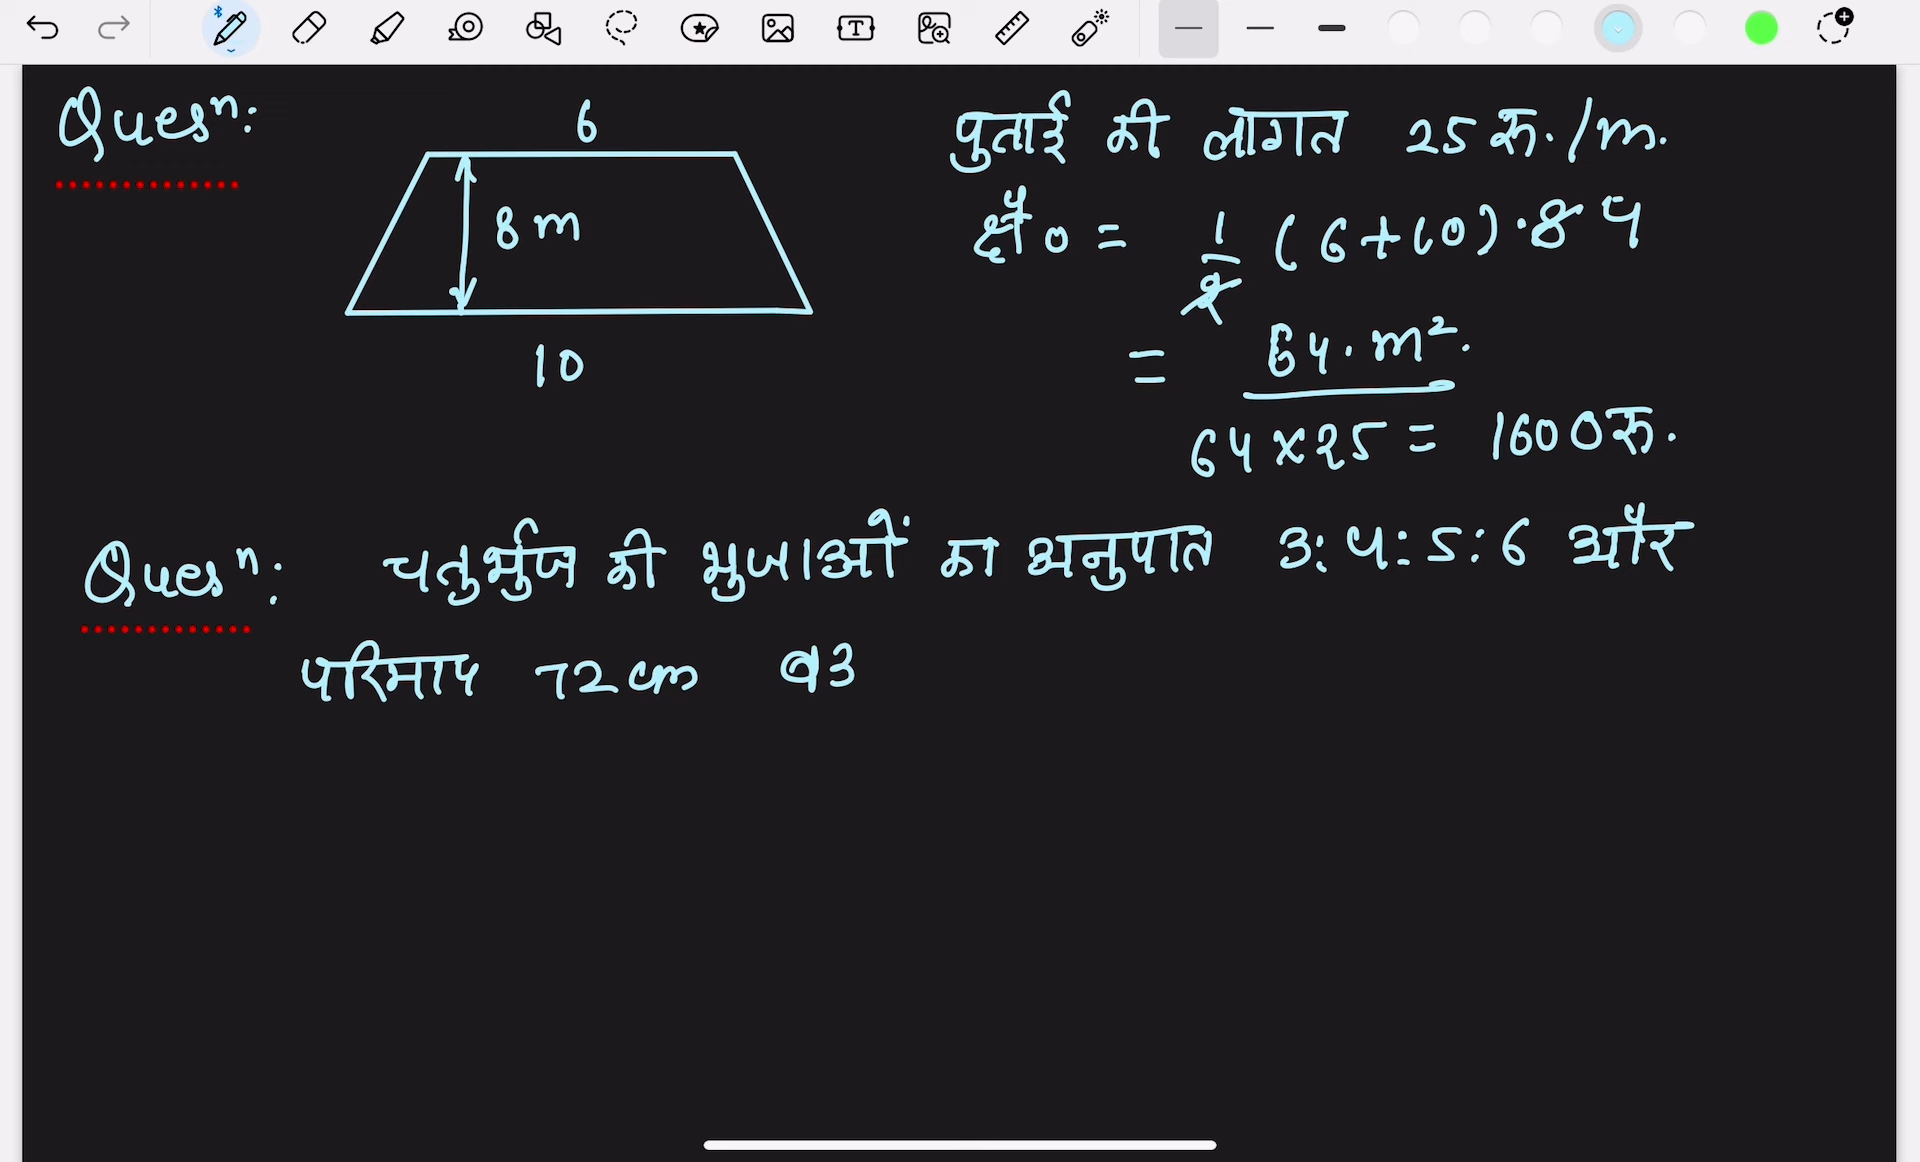 Quesⁿ:
6
8 m
10
पुताई की लागत 25 रू./m.
क्षै० = 1/2 (6+10)·8 4
= 64·m².
64×25 = 1600रू.
Quesⁿ: चतुर्भुज की भुजाओं का अनुपात 3:4:5:6 और
परिमाप 72 cm